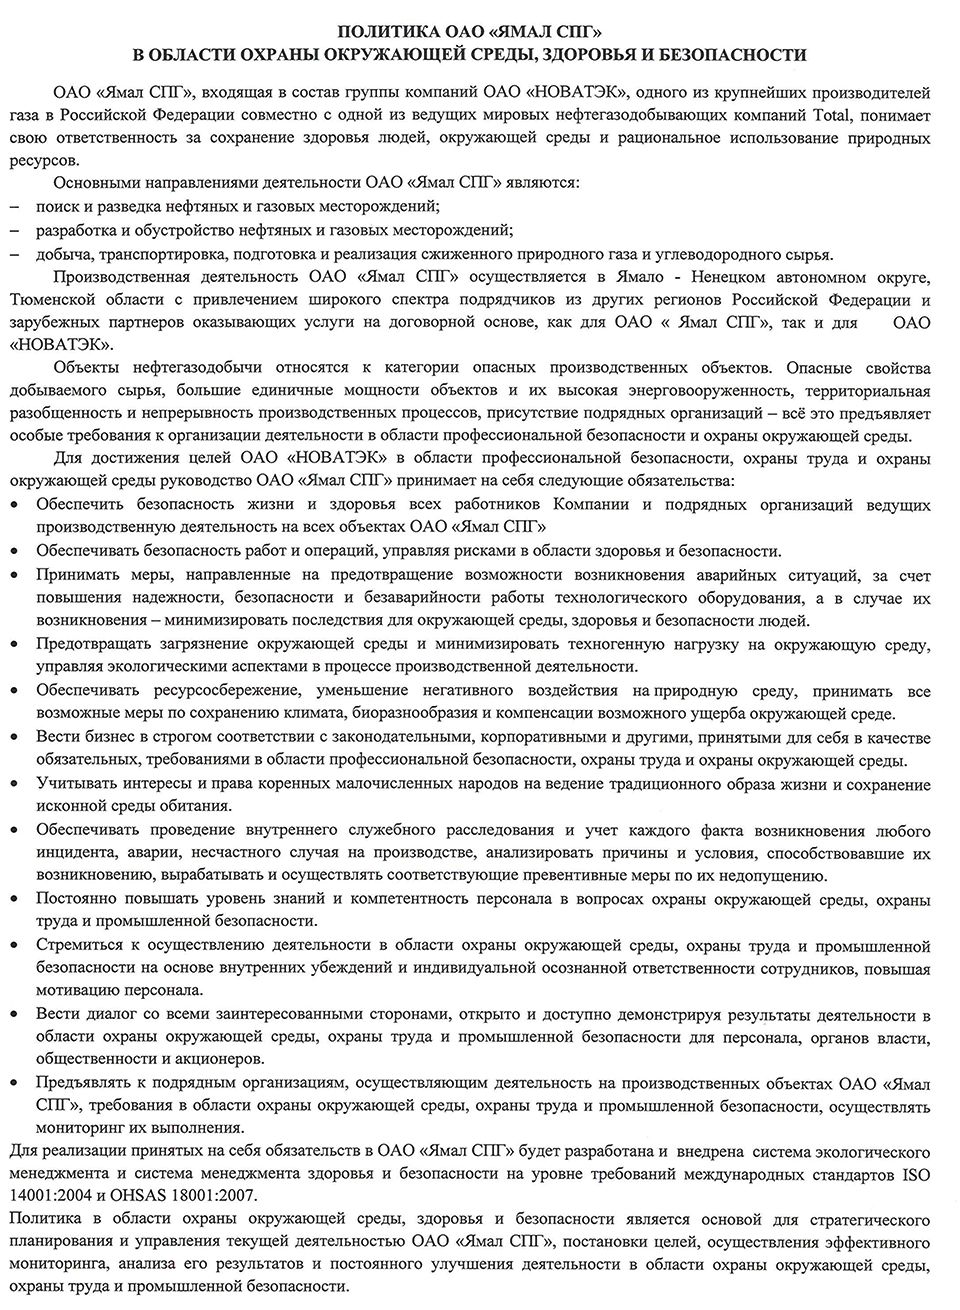 ПОЛИТИКА ОАО «ЯМАЛ СПГ»
В ОБЛАСТИ ОХРАНЫ ОКРУЖАЮЩЕЙ СРЕДЫ, ЗДОРОВЬЯ И БЕЗОПАСНОСТИ
ОАО «Ямал СПГ», входящая в состав группы компаний ОАО «НОВАТЭК», одного из крупнейших производителей
газа в Российской Федерации совместно с одной из ведущих мировых нефтегазодобывающих компаний Total, понимает
свою ответственность за сохранение здоровья людей, окружающей среды и рациональное использование природных
ресурсов.
Основными направлениями деятельности ОАО «Ямал СПГ» являются:
– поиск и разведка нефтяных и газовых месторождений;
– разработка и обустройство нефтяных и газовых месторождений;
– добыча, транспортировка, подготовка и реализация сжиженного природного газа и углеводородного сырья.
Производственная деятельность ОАО «Ямал СПГ» осуществляется в Ямало - Ненецком автономном округе,
Тюменской области с привлечением широкого спектра подрядчиков из других регионов Российской Федерации и
зарубежных партнеров оказывающих услуги на договорной основе, как для ОАО « Ямал СПГ», так и для ОАО
«НОВАТЭК».
Объекты нефтегазодобычи относятся к категории опасных производственных объектов. Опасные свойства
добываемого сырья, большие единичные мощности объектов и их высокая энерговооруженность, территориальная
разобщенность и непрерывность производственных процессов, присутствие подрядных организаций – всё это предъявляет
особые требования к организации деятельности в области профессиональной безопасности и охраны окружающей среды.
Для достижения целей ОАО «НОВАТЭК» в области профессиональной безопасности, охраны труда и охраны
окружающей среды руководство ОАО «Ямал СПГ» принимает на себя следующие обязательства:
• Обеспечить безопасность жизни и здоровья всех работников Компании и подрядных организаций ведущих
производственную деятельность на всех объектах ОАО «Ямал СПГ»
• Обеспечивать безопасность работ и операций, управляя рисками в области здоровья и безопасности.
• Принимать меры, направленные на предотвращение возможности возникновения аварийных ситуаций, за счет
повышения надежности, безопасности и безаварийности работы технологического оборудования, а в случае их
возникновения – минимизировать последствия для окружающей среды, здоровья и безопасности людей.
• Предотвращать загрязнение окружающей среды и минимизировать техногенную нагрузку на окружающую среду,
управляя экологическими аспектами в процессе производственной деятельности.
• Обеспечивать ресурсосбережение, уменьшение негативного воздействия на природную среду, принимать все
возможные меры по сохранению климата, биоразнообразия и компенсации возможного ущерба окружающей среде.
• Вести бизнес в строгом соответствии с законодательными, корпоративными и другими, принятыми для себя в качестве
обязательных, требованиями в области профессиональной безопасности, охраны труда и охраны окружающей среды.
• Учитывать интересы и права коренных малочисленных народов на ведение традиционного образа жизни и сохранение
исконной среды обитания.
• Обеспечивать проведение внутреннего служебного расследования и учет каждого факта возникновения любого
инцидента, аварии, несчастного случая на производстве, анализировать причины и условия, способствовавшие их
возникновению, вырабатывать и осуществлять соответствующие превентивные меры по их недопущению.
• Постоянно повышать уровень знаний и компетентность персонала в вопросах охраны окружающей среды, охраны
труда и промышленной безопасности.
• Стремиться к осуществлению деятельности в области охраны окружающей среды, охраны труда и промышленной
безопасности на основе внутренних убеждений и индивидуальной осознанной ответственности сотрудников, повышая
мотивацию персонала.
• Вести диалог со всеми заинтересованными сторонами, открыто и доступно демонстрируя результаты деятельности в
области охраны окружающей среды, охраны труда и промышленной безопасности для персонала, органов власти,
общественности и акционеров.
• Предъявлять к подрядным организациям, осуществляющим деятельность на производственных объектах ОАО «Ямал
СПГ», требования в области охраны окружающей среды, охраны труда и промышленной безопасности, осуществлять
мониторинг их выполнения.
Для реализации принятых на себя обязательств в ОАО «Ямал СПГ» будет разработана и внедрена система экологического
менеджмента и система менеджмента здоровья и безопасности на уровне требований международных стандартов ISO
14001:2004 и OHSAS 18001:2007.
Политика в области охраны окружающей среды, здоровья и безопасности является основой для стратегического
планирования и управления текущей деятельностью ОАО «Ямал СПГ», постановки целей, осуществления эффективного
мониторинга, анализа его результатов и постоянного улучшения деятельности в области охраны окружающей среды,
охраны труда и промышленной безопасности.